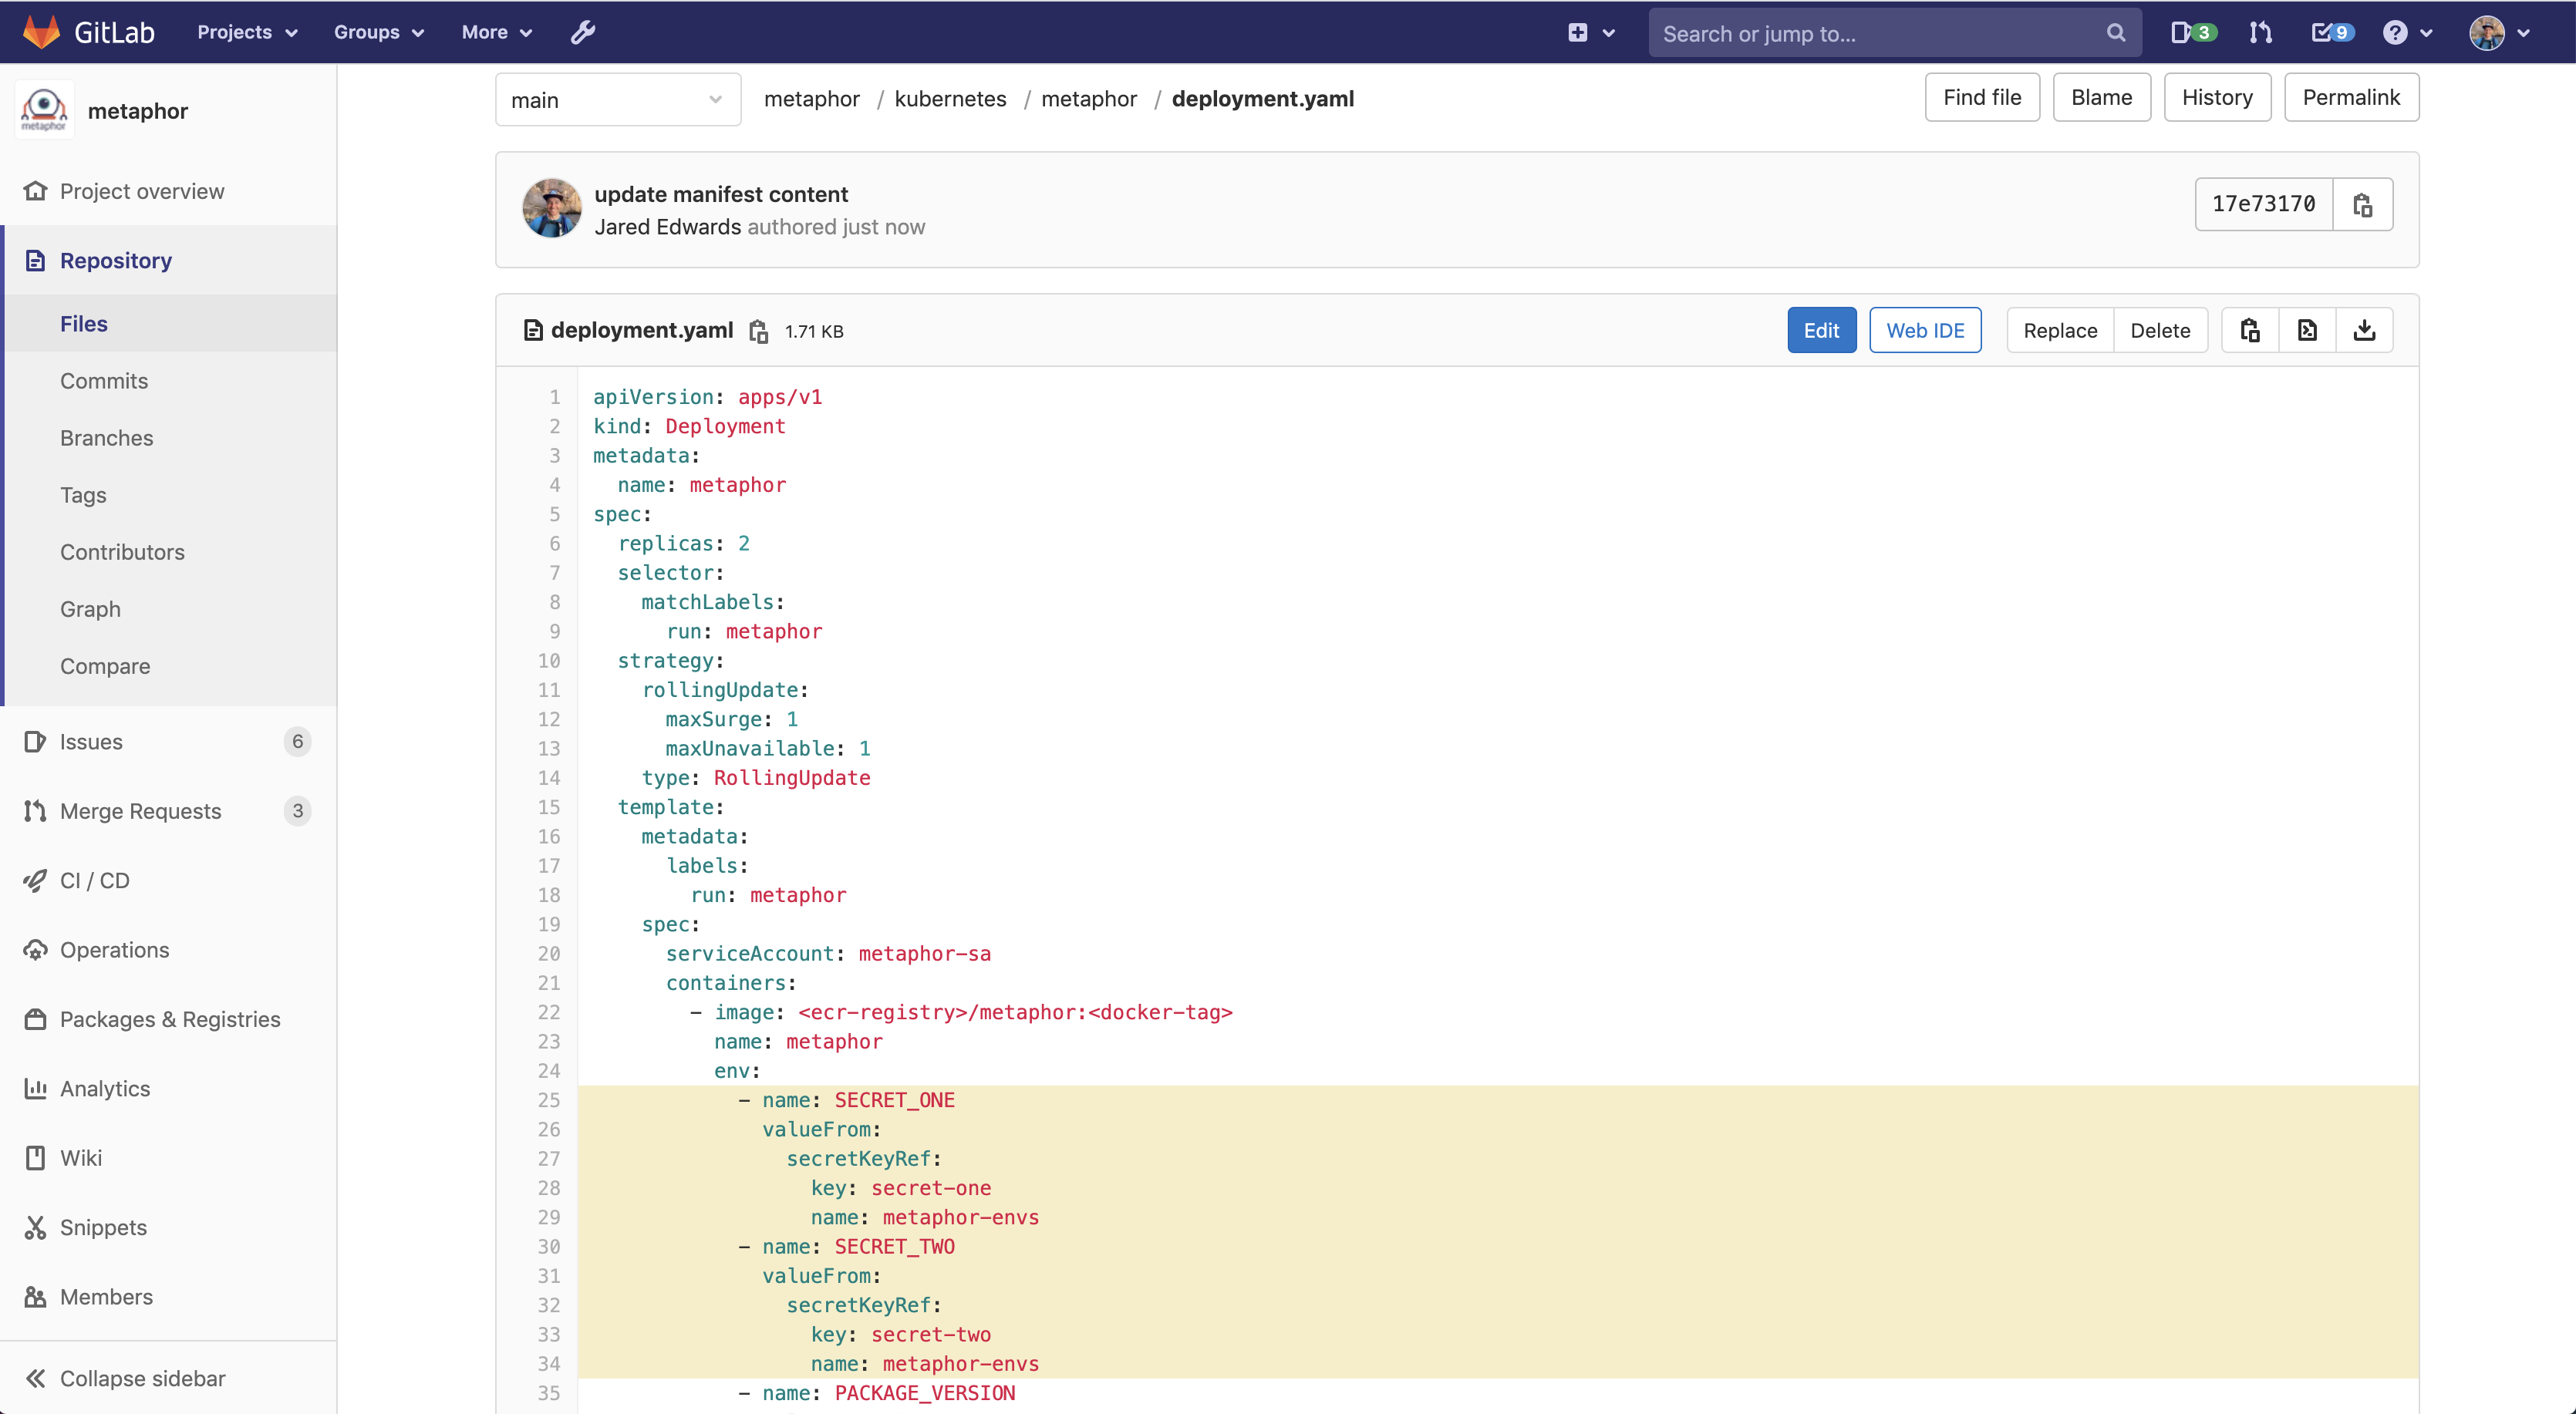 GitLab Projects Groups More Search or jump to... 3 9
metaphor
metaphor
Project overview
Repository
Files
Commits
Branches
Tags
Contributors
Graph
Compare
Issues 6
Merge Requests 3
CI / CD
Operations
Packages & Registries
Analytics
Wiki
Snippets
Members
Collapse sidebar
main metaphor / kubernetes / metaphor / deployment.yaml Find file Blame History Permalink
update manifest content
Jared Edwards authored just now
17e73170
deployment.yaml 1.71 KB Edit Web IDE Replace Delete
1 apiVersion: apps/v1
2 kind: Deployment
3 metadata:
4   name: metaphor
5 spec:
6   replicas: 2
7   selector:
8     matchLabels:
9       run: metaphor
10   strategy:
11     rollingUpdate:
12       maxSurge: 1
13       maxUnavailable: 1
14     type: RollingUpdate
15   template:
16     metadata:
17       labels:
18         run: metaphor
19     spec:
20       serviceAccount: metaphor-sa
21       containers:
22         - image: <ecr-registry>/metaphor:<docker-tag>
23           name: metaphor
24           env:
25             - name: SECRET_ONE
26               valueFrom:
27                 secretKeyRef:
28                   key: secret-one
29                   name: metaphor-envs
30             - name: SECRET_TWO
31               valueFrom:
32                 secretKeyRef:
33                   key: secret-two
34                   name: metaphor-envs
35             - name: PACKAGE_VERSION